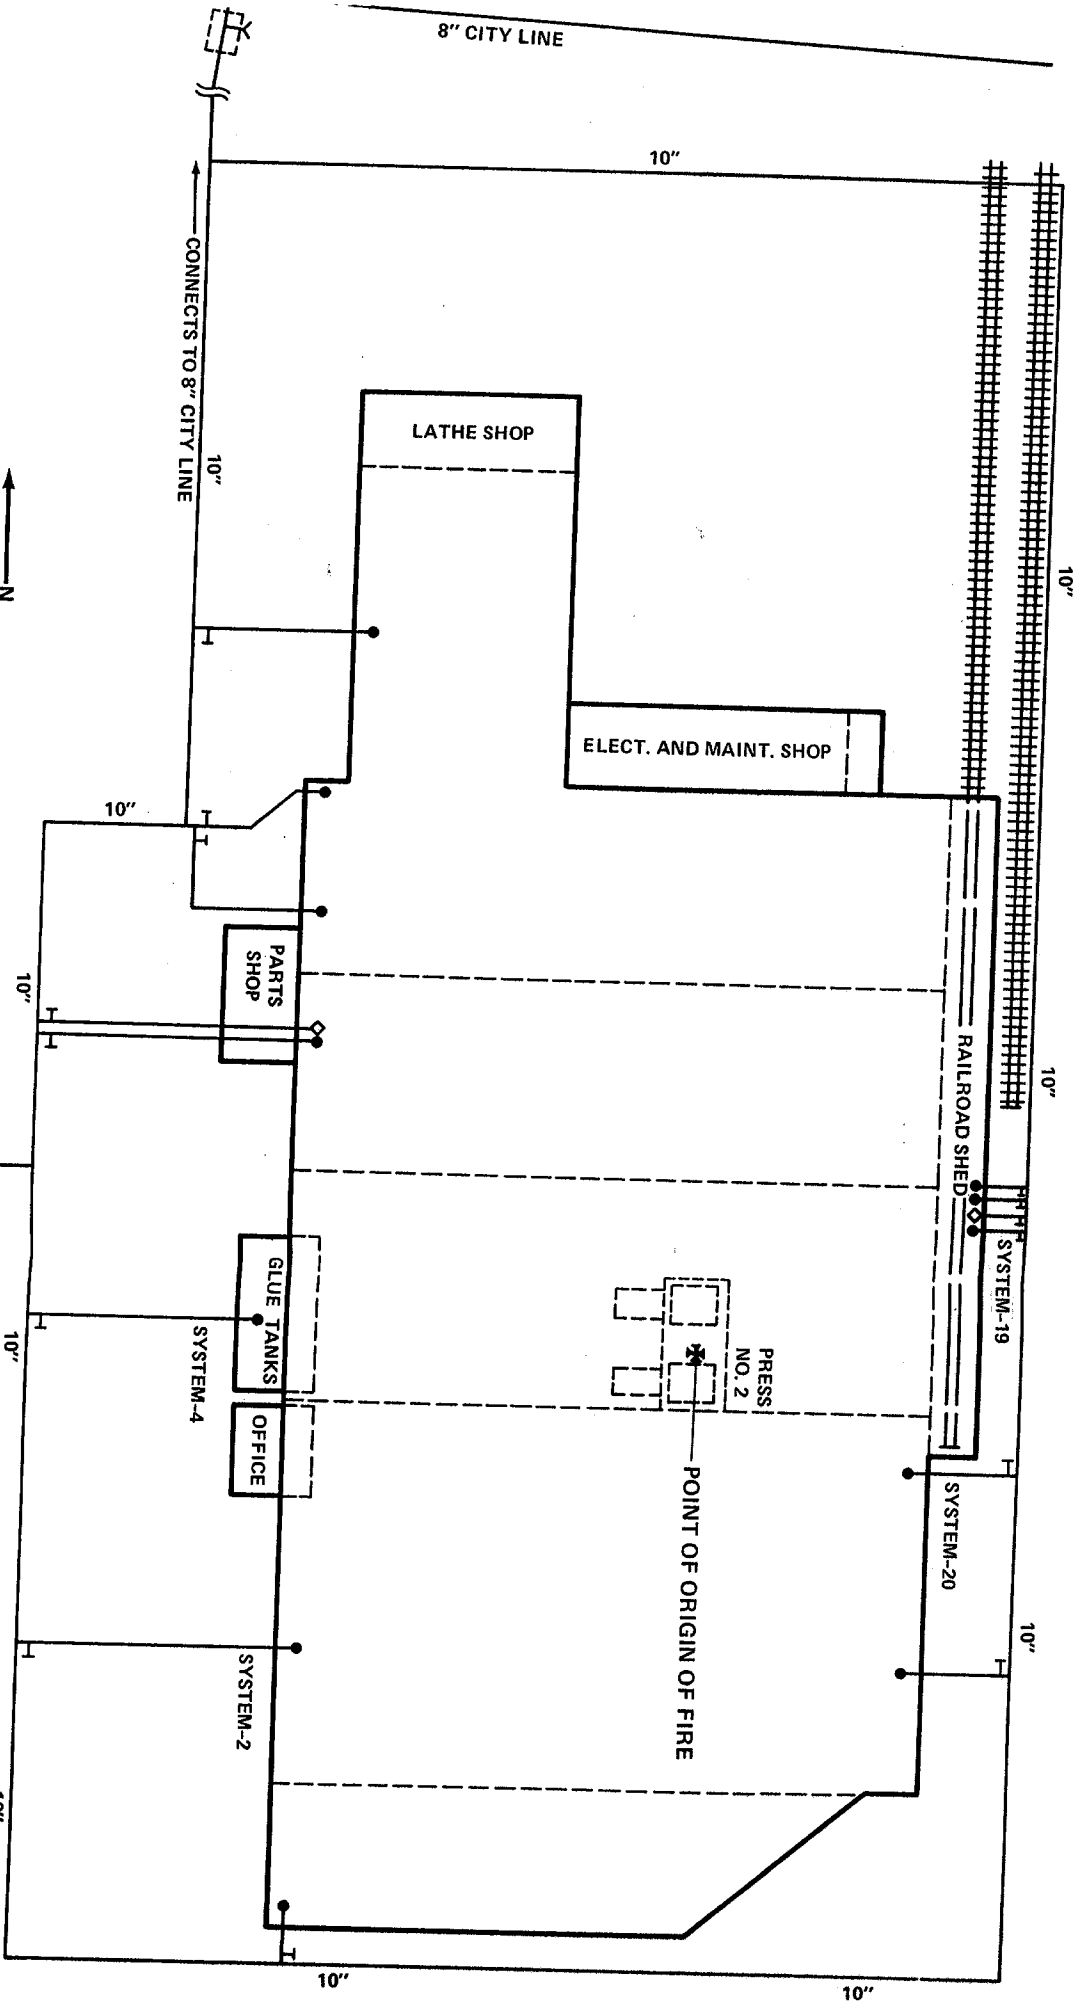 8" CITY LINE
10"
CONNECTS TO 8" CITY LINE
10"
LATHE SHOP
10"
N
ELECT. AND MAINT. SHOP
10"
PARTS
SHOP
10"
RAILROAD SHED
10"
SYSTEM-19
GLUE TANKS
SYSTEM-4
10"
PRESS
NO. 2
OFFICE
POINT OF ORIGIN OF FIRE
SYSTEM-20
SYSTEM-2
10"
10"
10"